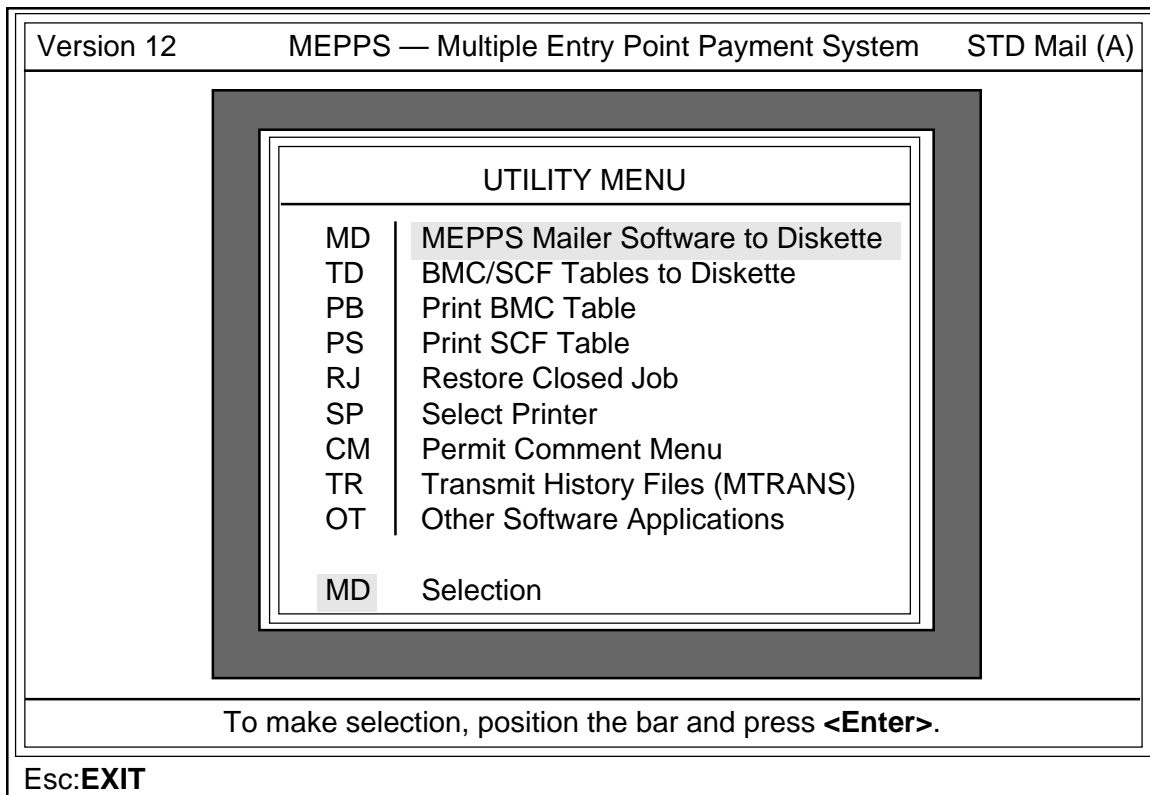 Version 12 MEPPS — Multiple Entry Point Payment System STD Mail (A)
UTILITY MENU
MD MEPPS Mailer Software to Diskette
TD BMC/SCF Tables to Diskette
PB Print BMC Table
PS Print SCF Table
RJ Restore Closed Job
SP Select Printer
CM Permit Comment Menu
TR Transmit History Files (MTRANS)
OT Other Software Applications
MD Selection
To make selection, position the bar and press <Enter>.
Esc:EXIT